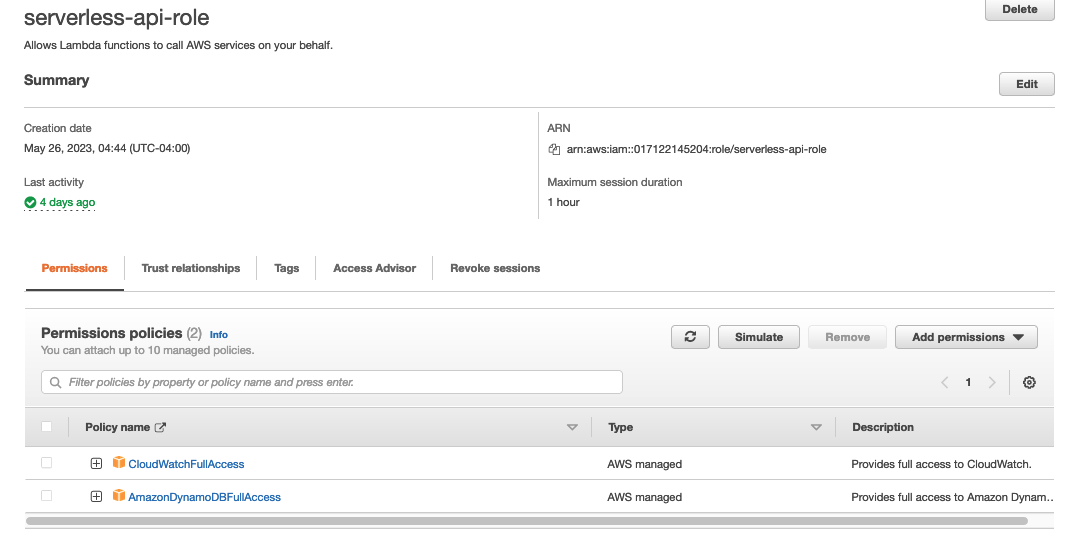 serverless-api-role
Delete
Allows Lambda functions to call AWS services on your behalf.
Summary
Edit
Creation date
May 26, 2023, 04:44 (UTC-04:00)
ARN
arn:aws:iam::017122145204:role/serverless-api-role
Last activity
4 days ago
Maximum session duration
1 hour
Permissions Trust relationships Tags Access Advisor Revoke sessions
Permissions policies (2) Info
You can attach up to 10 managed policies.
Simulate Remove Add permissions
Filter policies by property or policy name and press enter.
1
Policy name Type Description
CloudWatchFullAccess AWS managed Provides full access to CloudWatch.
AmazonDynamoDBFullAccess AWS managed Provides full access to Amazon Dynam...